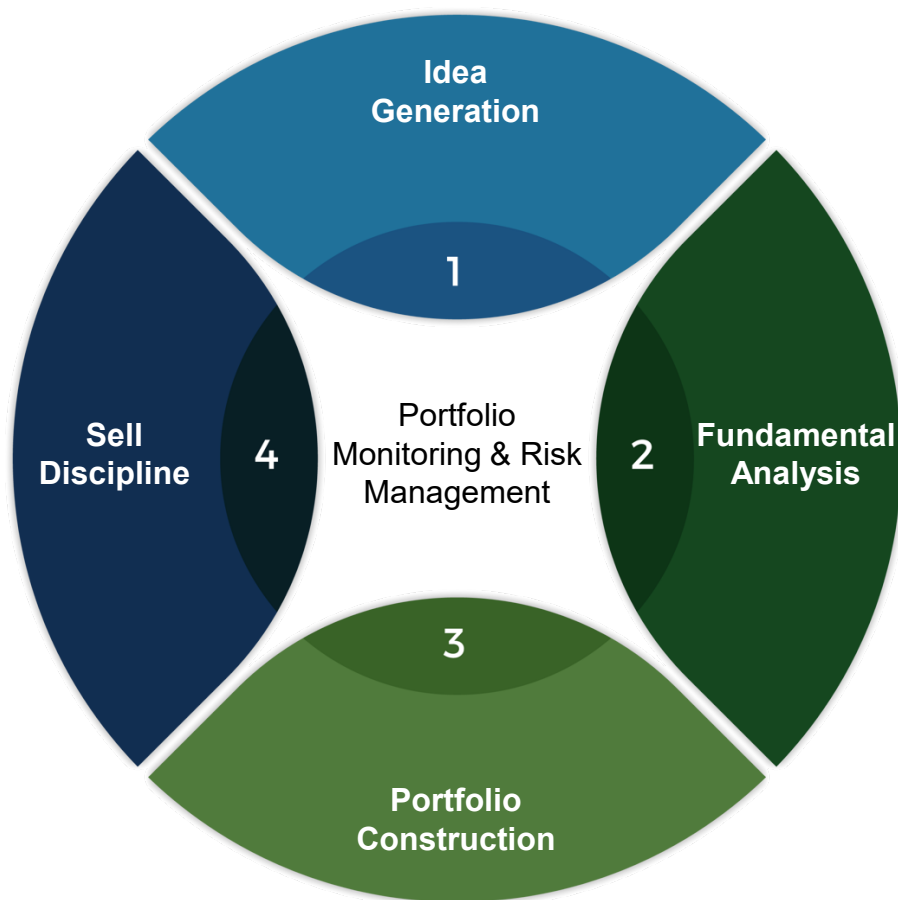 Idea
Generation
1
Sell
Discipline
4
Portfolio
Monitoring & Risk
Management
2
Fundamental
Analysis
3
Portfolio
Construction